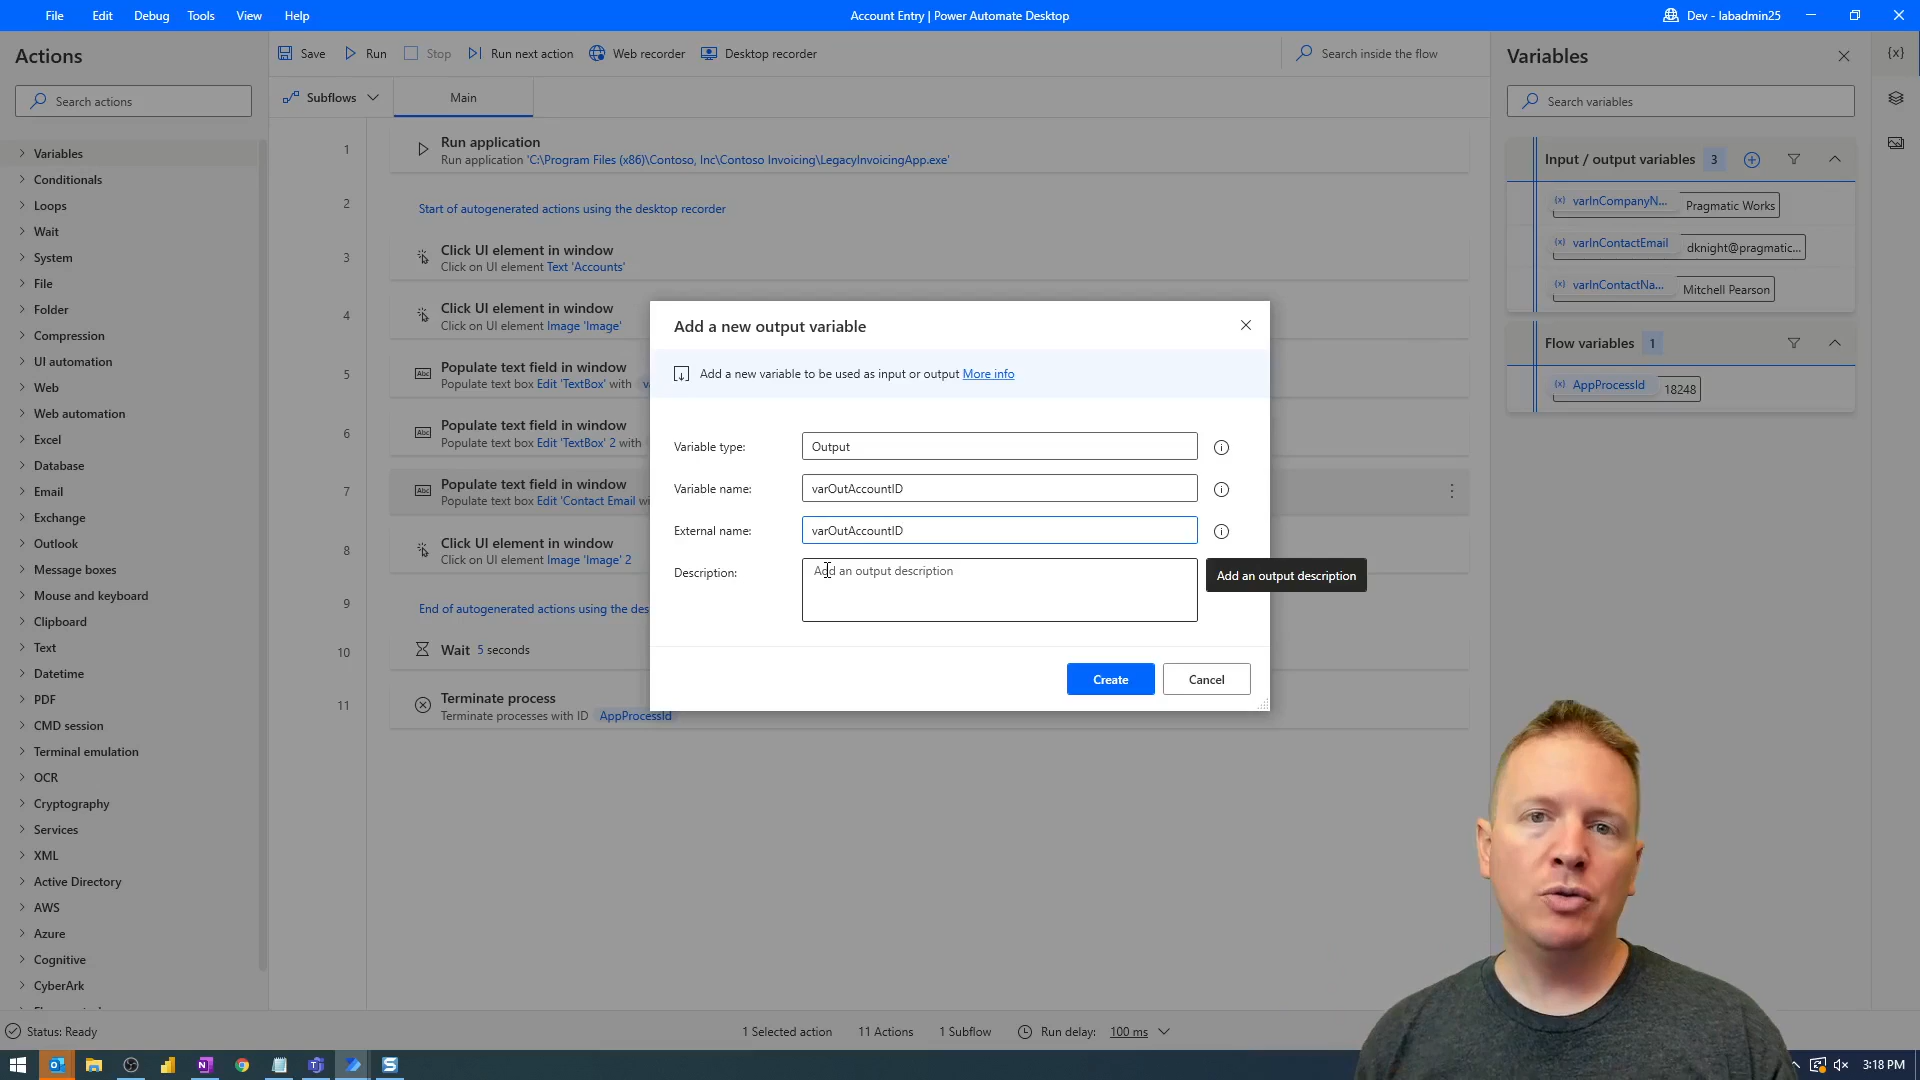 File
Edit
Debug
Tools
View
Help
Account Entry | Power Automate Desktop
Dev - labadmin25
Actions
Search actions
Variables
Conditionals
Loops
Wait
System
File
Folder
Compression
UI automation
Web
Web automation
Excel
Database
Email
Exchange
Outlook
Message boxes
Mouse and keyboard
Clipboard
Text
Datetime
PDF
CMD session
Terminal emulation
OCR
Cryptography
Services
XML
Active Directory
AWS
Azure
Cognitive
CyberArk
Save
Run
Stop
Run next action
Web recorder
Desktop recorder
Search inside the flow
Subflows
Main
1
Run application
Run application 'C:\Program Files (x86)\Contoso, Inc\Contoso Invoicing\LegacyInvoicingApp.exe'
2
Start of autogenerated actions using the desktop recorder
3
Click UI element in window
Click on UI element Text 'Accounts'
4
Click UI element in window
Click on UI element Image 'Image'
5
Populate text field in window
Populate text box Edit 'TextBox' with
6
Populate text field in window
Populate text box Edit 'TextBox' 2 with
7
Populate text field in window
Populate text box Edit 'Contact Email wi
8
Click UI element in window
Click on UI element Image 'Image' 2
9
End of autogenerated actions using the des
10
Wait 5 seconds
11
Terminate process
Terminate processes with ID AppProcessId
Add a new output variable
Add a new variable to be used as input or output More info
Variable type:
Output
Variable name:
varOutAccountID
External name:
varOutAccountID
Description:
Add an output description
Add an output description
Create
Cancel
Variables
{x}
Search variables
Input / output variables 3
(x) varInCompanyN... Pragmatic Works
(x) varInContactEmail dknight@pragmatic...
(x) varInContactNa... Mitchell Pearson
Flow variables 1
(x) AppProcessId 18248
Status: Ready
1 Selected action
11 Actions
1 Subflow
Run delay:
100 ms
3:18 PM